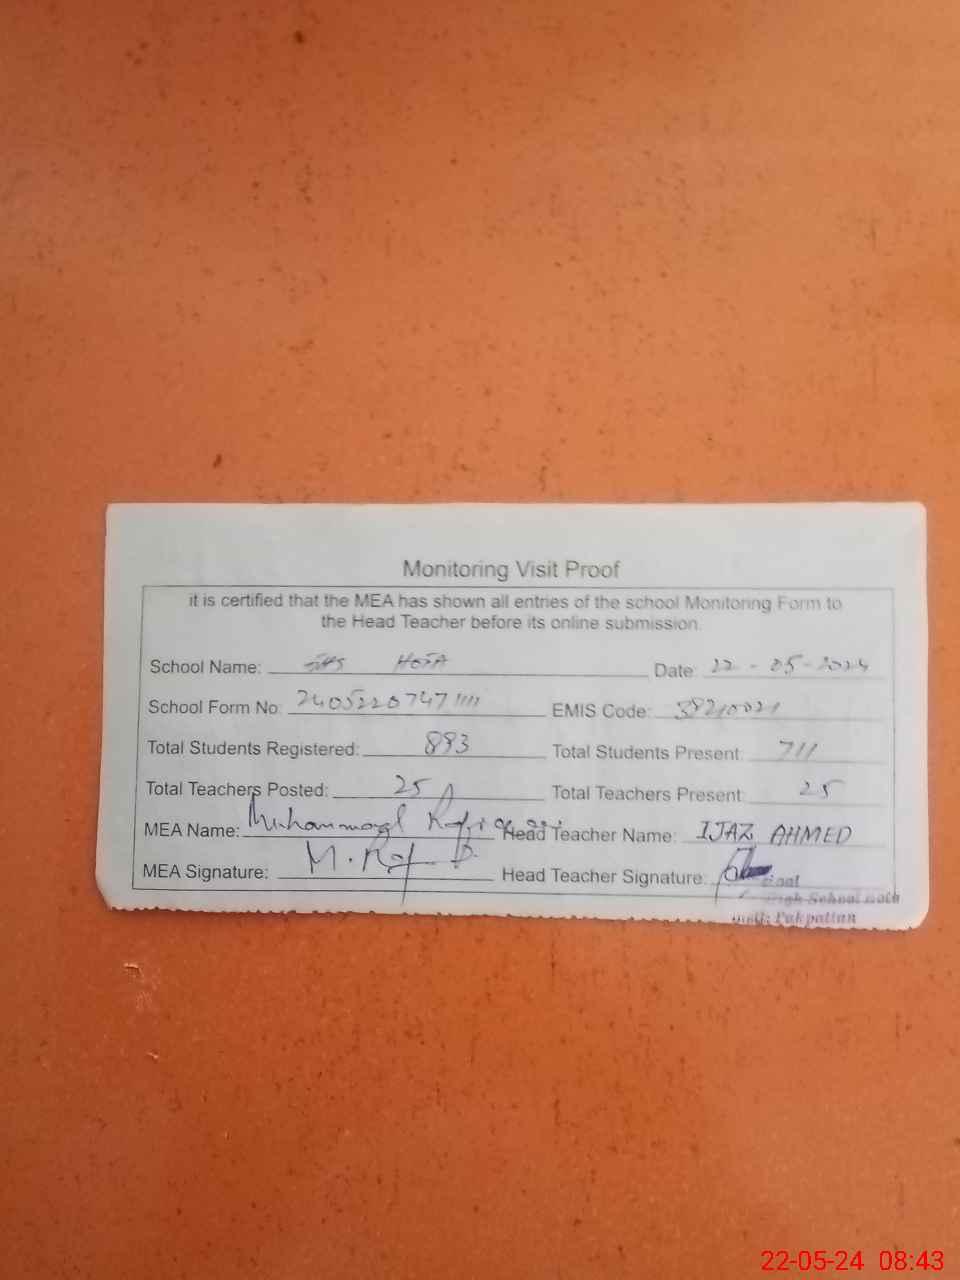 Monitoring Visit Proof
it is certified that the MEA has shown all entries of the school Monitoring Form to
the Head Teacher before its online submission.
School Name: GHS HOTA Date: 22-05-2024
School Form No: 2405220747 EMIS Code:
Total Students Registered: 893 Total Students Present: 711
Total Teachers Posted: 25 Total Teachers Present: 25
MEA Name: Muhammad Head Teacher Name: IJAZ AHMED
MEA Signature: Head Teacher Signature:
High School
Pakpattan
22-05-24 08:43